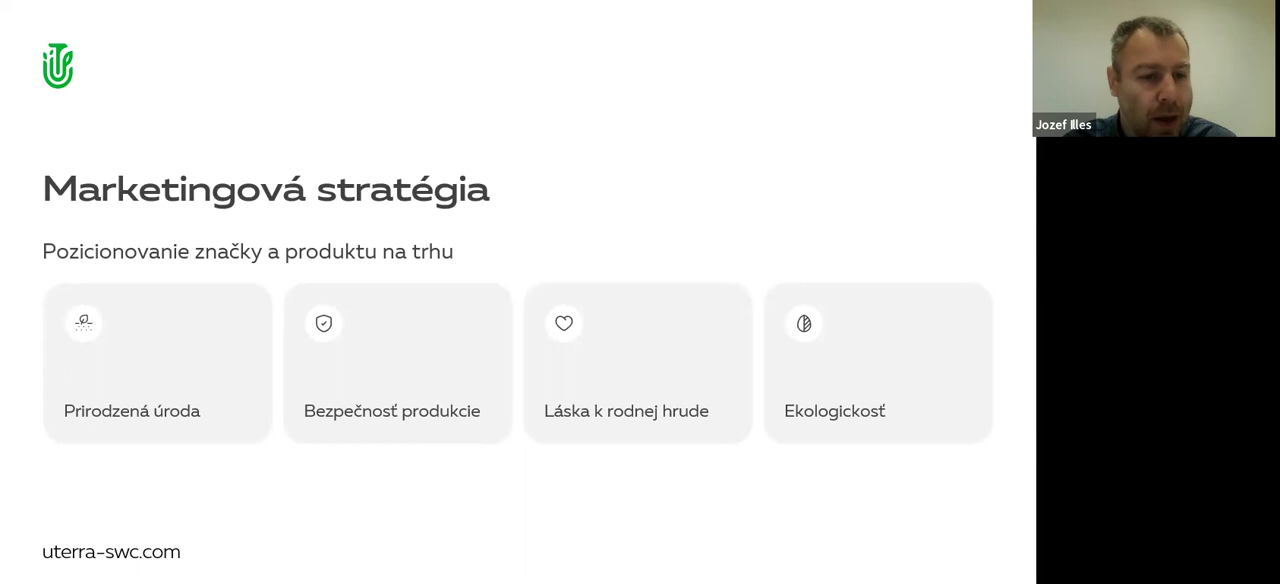 Marketingová stratégia
Pozicionovanie značky a produktu na trhu
Prirodzená úroda
Bezpečnosť produkcie
Láska k rodnej hrude
Ekologickosť
uterra-swc.com
Jozef Illes